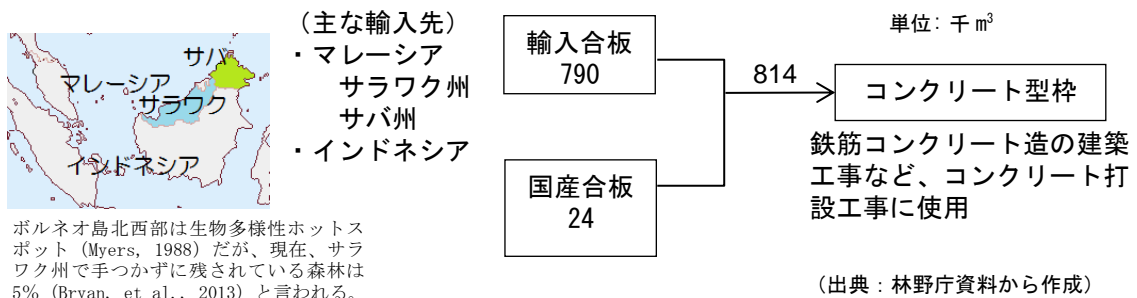 サバ
マレーシア
サラワク
インドネシア
ボルネオ島北西部は生物多様性ホットス
ポット (Myers, 1988) だが、現在、サラ
ワク州で手つかずに残されている森林は
5% (Bryan, et al., 2013) と言われる。
（主な輸入先）
・マレーシア
サラワク州
サバ州
・インドネシア
輸入合板
790
国産合板
24
814
単位: 千㎥
コンクリート型枠
鉄筋コンクリート造の建築
工事など、コンクリート打
設工事に使用
（出典：林野庁資料から作成）